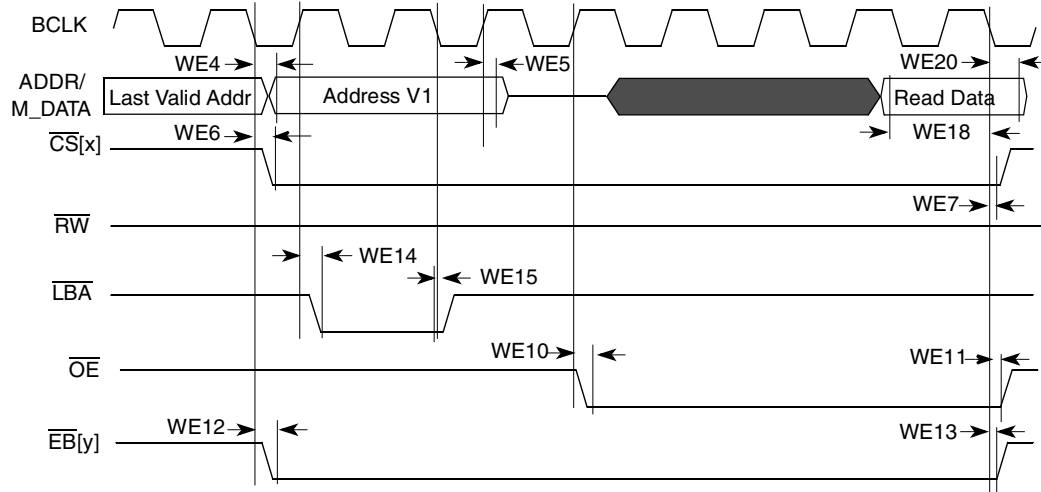 BCLK
WE4
WE5
WE20
ADDR/
M_DATA
Last Valid Addr
Address V1
Read Data
WE6
WE18
CS[x]
WE7
RW
WE14
WE15
LBA
WE10
WE11
OE
WE12
WE13
EB[y]